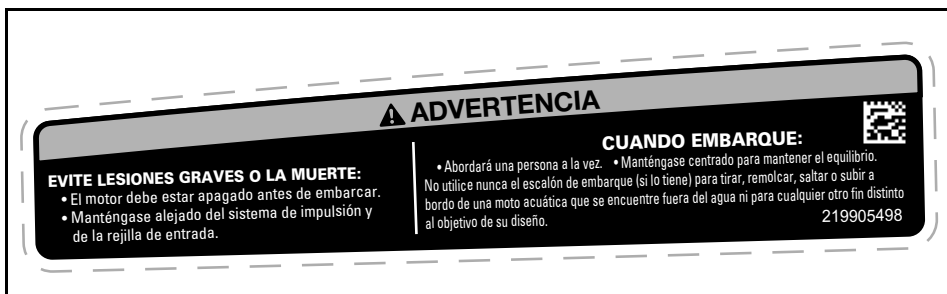 ADVERTENCIA
EVITE LESIONES GRAVES O LA MUERTE:
• El motor debe estar apagado antes de embarcar.
• Manténgase alejado del sistema de impulsión y
de la rejilla de entrada.
CUANDO EMBARQUE:
• Abordará una persona a la vez. • Manténgase centrado para mantener el equilibrio.
No utilice nunca el escalón de embarque (si lo tiene) para tirar, remolcar, saltar o subir a
bordo de una moto acuática que se encuentre fuera del agua ni para cualquier otro fin distinto
al objetivo de su diseño.
219905498